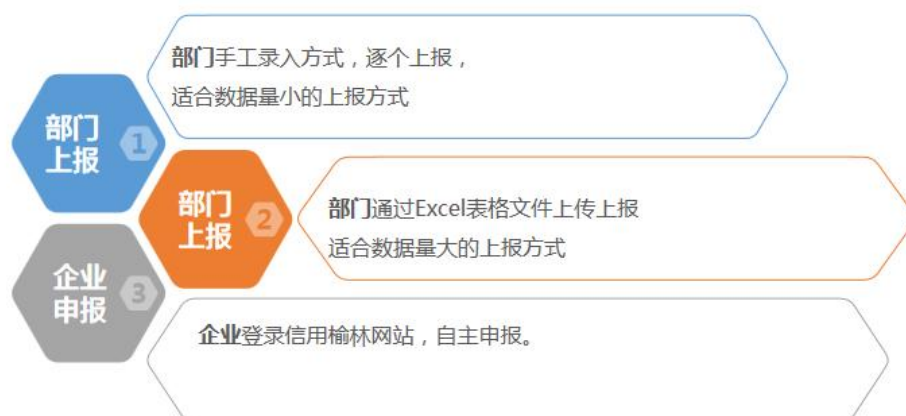 部门手工录入方式，逐个上报，
适合数据量小的上报方式
部门
上报
1
部门
上报
2
部门通过Excel表格文件上传上报
适合数据量大的上报方式
企业
申报
3
企业登录信用榆林网站，自主申报。